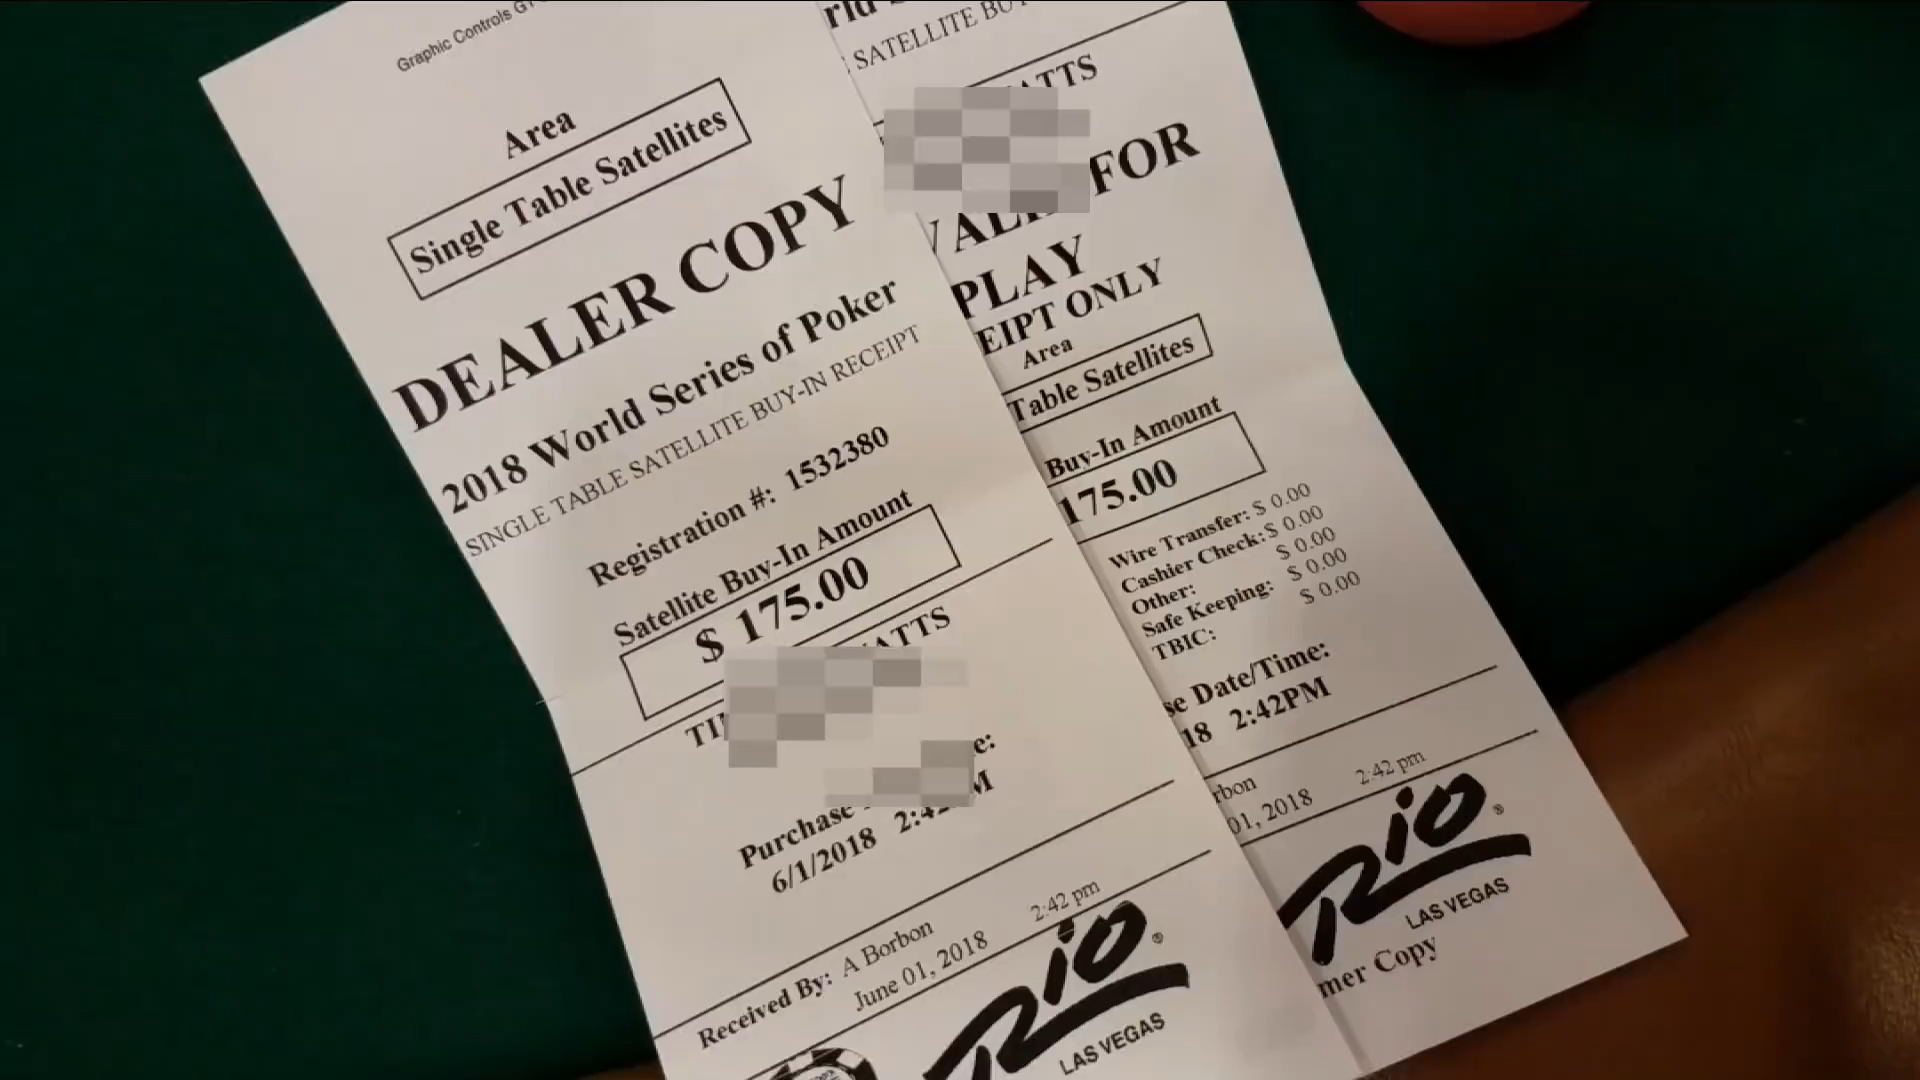 Graphic Controls
Area
Single Table Satellites
DEALER COPY
2018 World Series of Poker
SINGLE TABLE SATELLITE BUY-IN RECEIPT
Registration #: 1532380
Satellite Buy-In Amount
$ 175.00
ATTS
Purchase
6/1/2018 2:42 M
Received By: A Borbon
June 01, 2018 2:42 pm
Rio®
LAS VEGAS
SATELLITE BUY
ATTS
VALID FOR
PLAY
EIPT ONLY
Area
Table Satellites
Buy-In Amount
175.00
Wire Transfer: $ 0.00
Cashier Check: $ 0.00
Other: $ 0.00
Safe Keeping: $ 0.00
TBIC: $ 0.00
se Date/Time:
18 2:42PM
rbon
01, 2018 2:42 pm
Rio®
LAS VEGAS
mer Copy